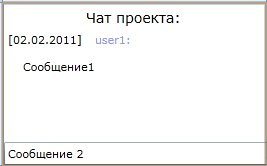 Чат проекта:
[02.02.2011] user1:
Сообщение1
Сообщение 2